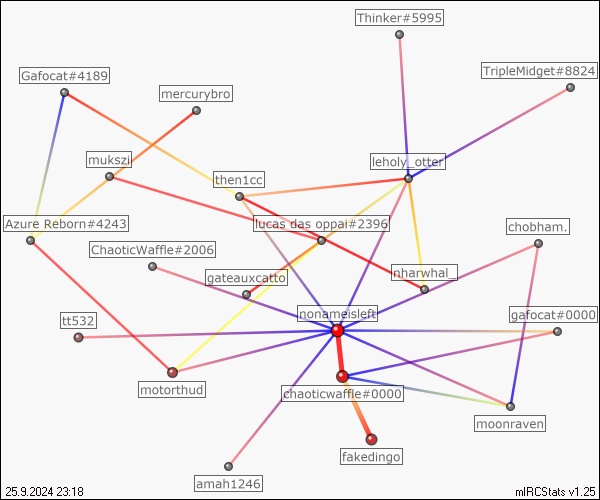 Thinker#5995
Gafocat#4189
TripleMidget#8824
mercurybro
mukszi
leholy_otter
then1cc
Azure Reborn#4243
lucas das oppai#2396
chobham.
ChaoticWaffle#2006
gateauxcatto
nharwhal_
nonameisleft
gafocat#0000
tt532
motorthud
chaoticwaffle#0000
moonraven
fakedingo
amah1246
25.9.2024 23:18
mIRCStats v1.25